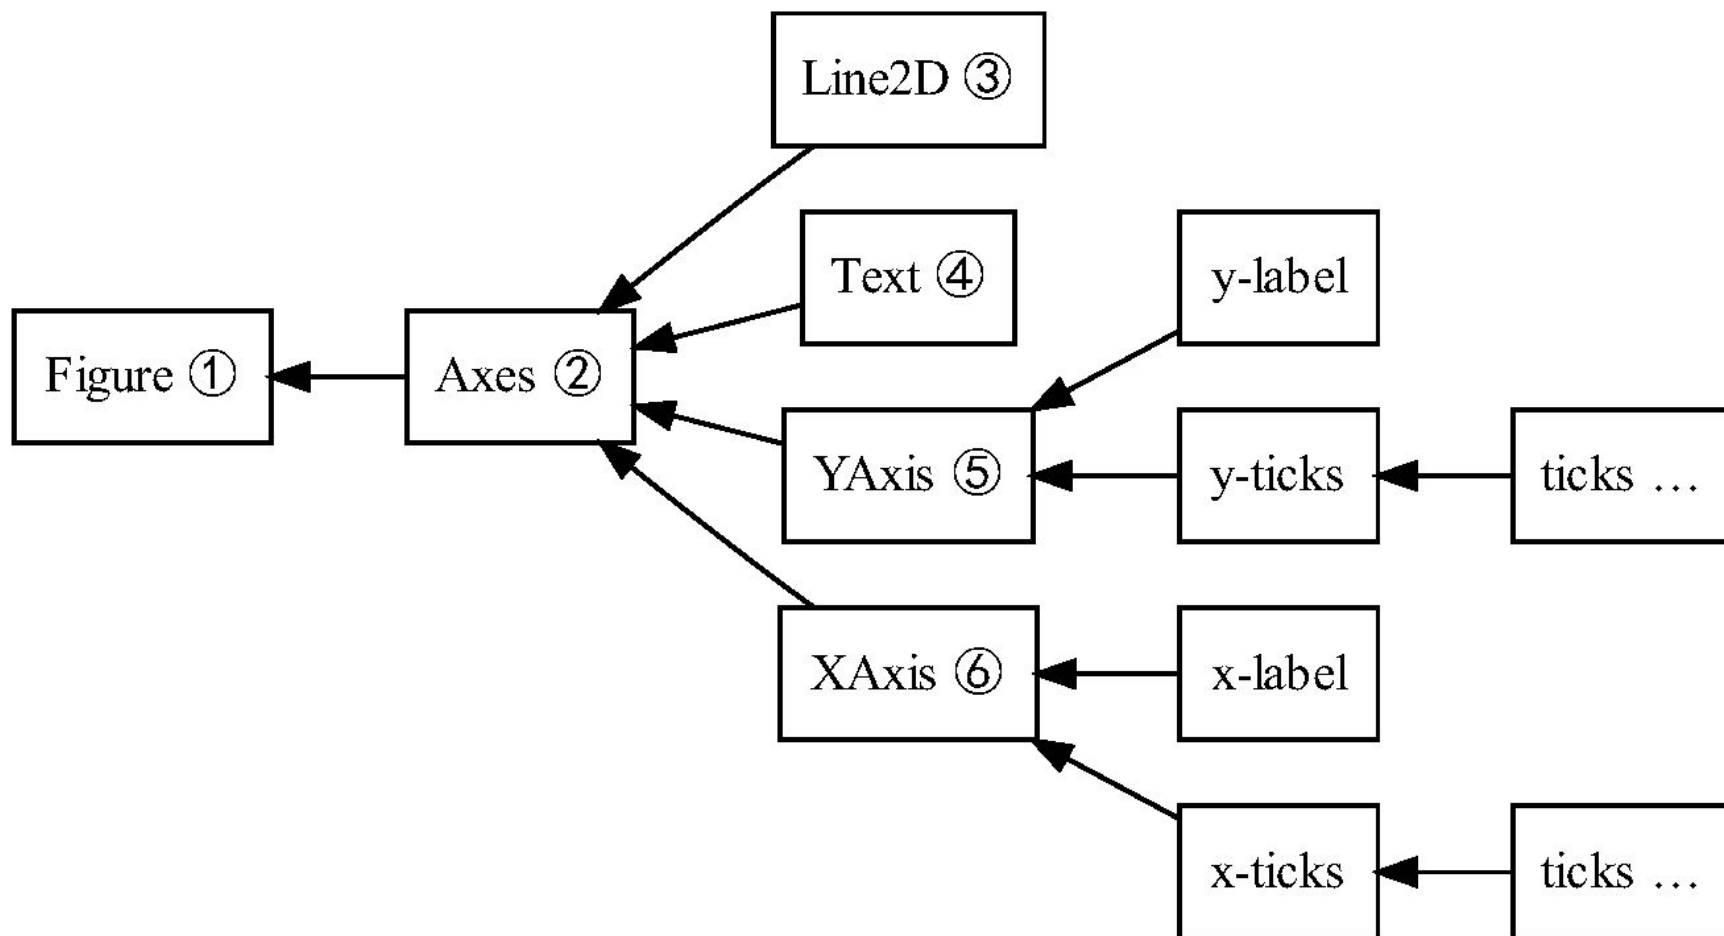 Line2D ③
Text ④
y-label
Figure ①
Axes ②
YAxis ⑤
y-ticks
ticks …
XAxis ⑥
x-label
x-ticks
ticks …